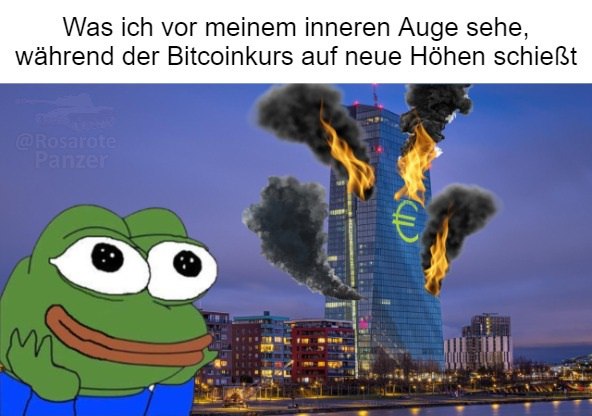 Was ich vor meinem inneren Auge sehe,
während der Bitcoinkurs auf neue Höhen schießt
@Rosarote
Panzer
€